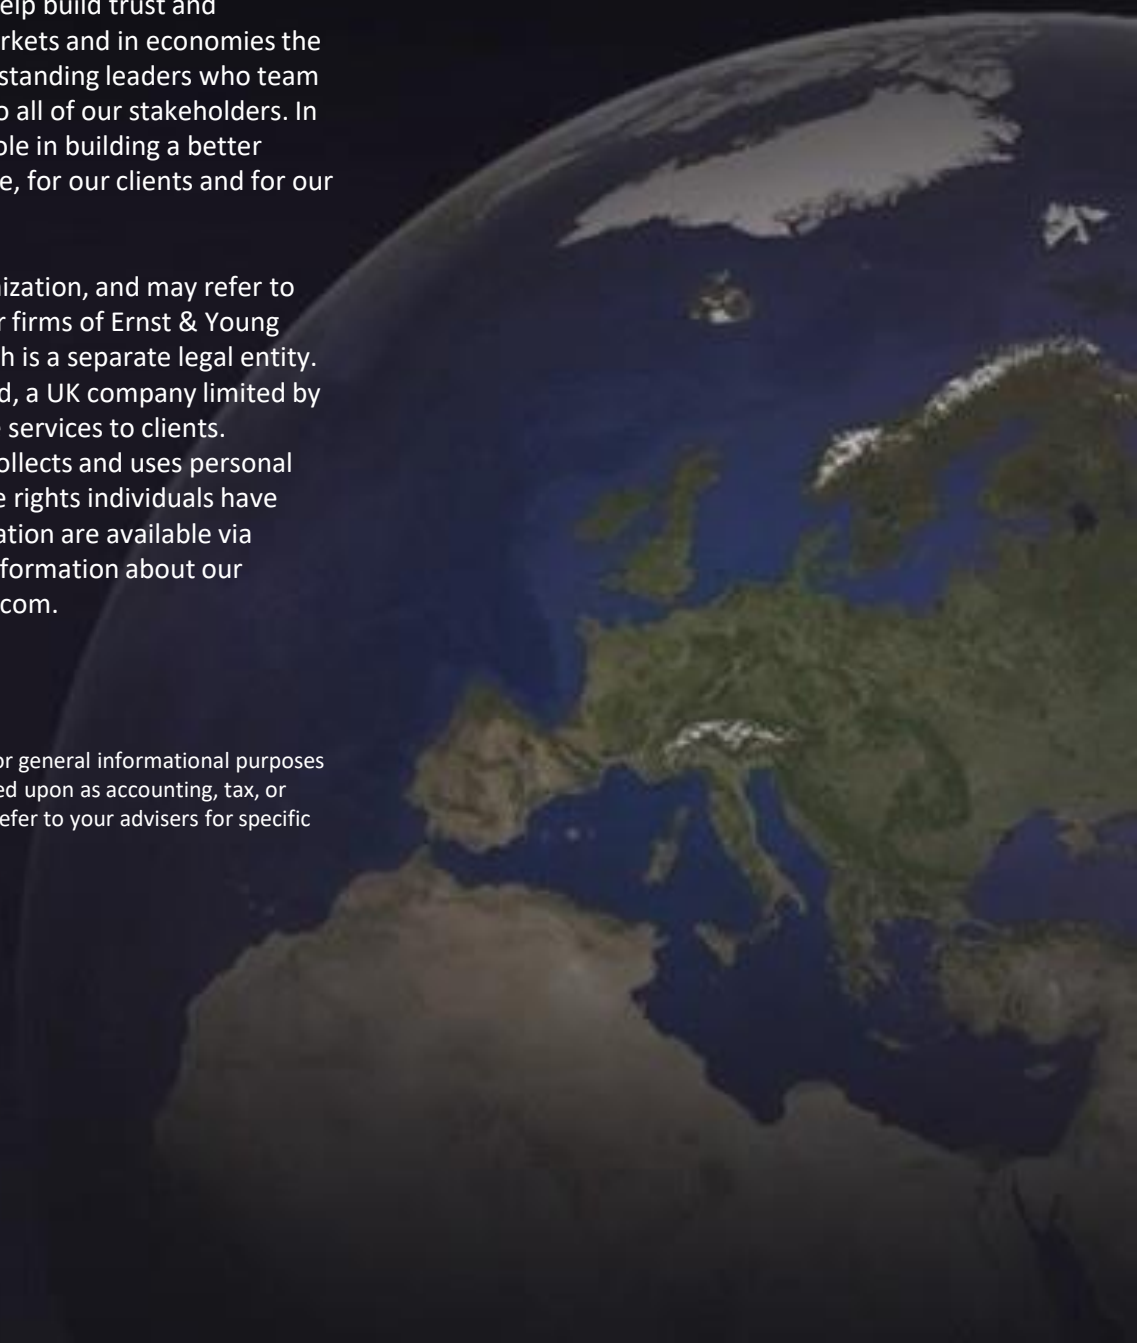 elp build trust and
rkets and in economies the
standing leaders who team
o all of our stakeholders. In
ole in building a better
e, for our clients and for our
ization, and may refer to
r firms of Ernst & Young
h is a separate legal entity.
d, a UK company limited by
e services to clients.
ollects and uses personal
e rights individuals have
ation are available via
nformation about our
com.
or general informational purposes
ed upon as accounting, tax, or
efer to your advisers for specific